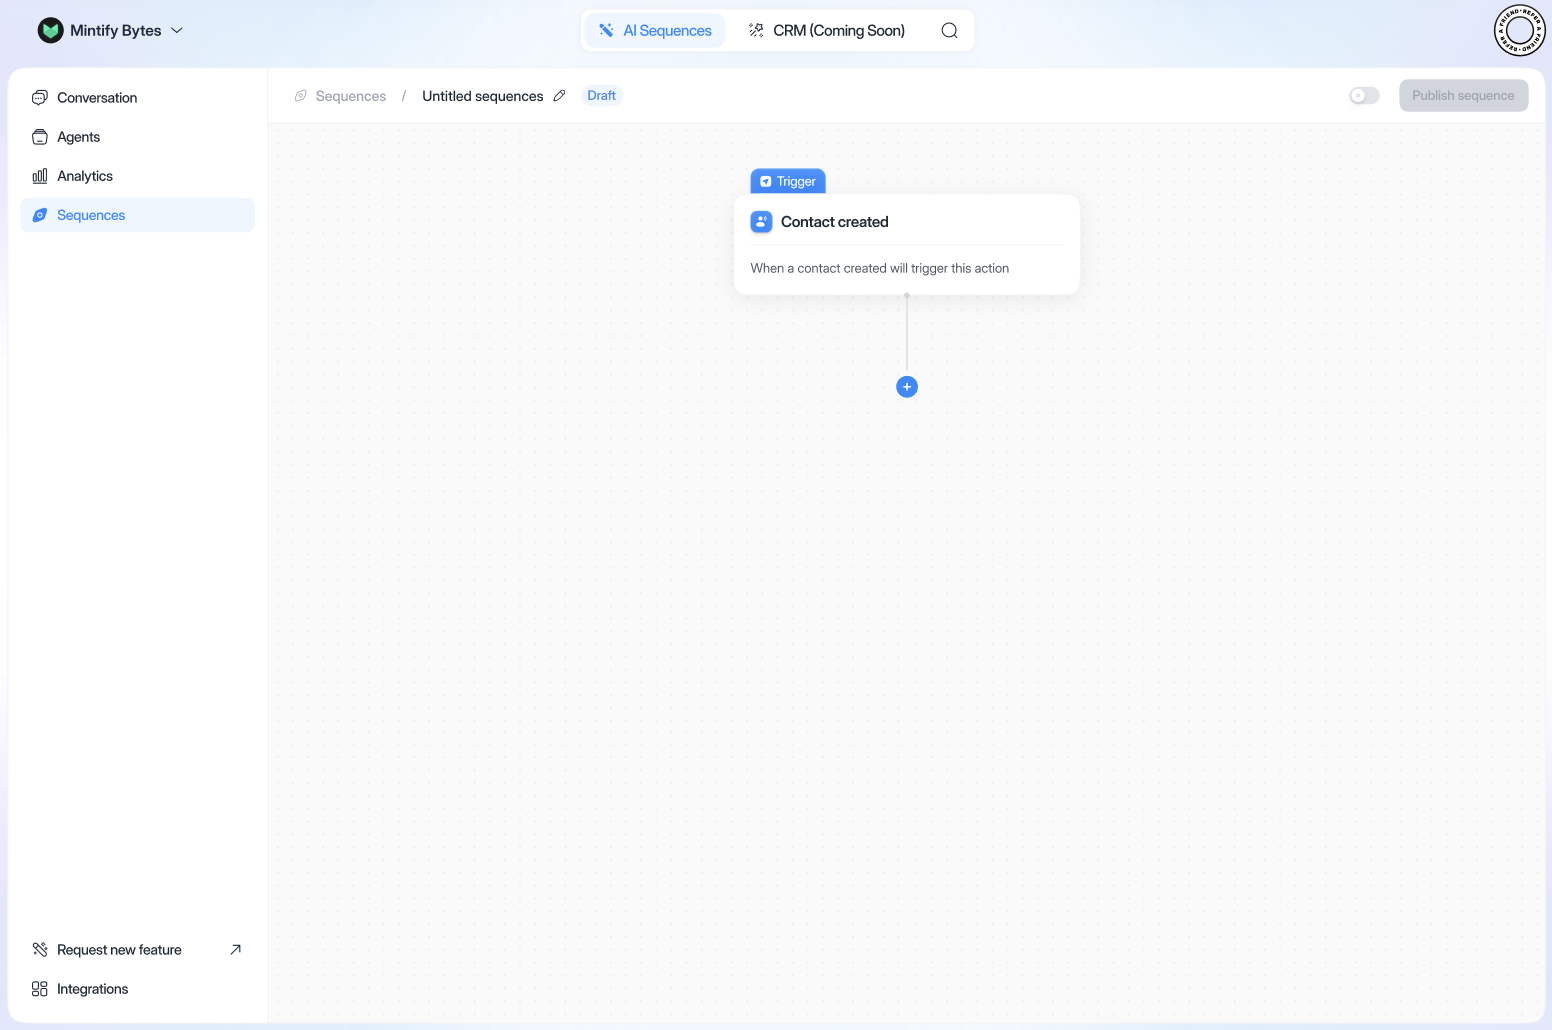 Mintify Bytes
AI Sequences
CRM (Coming Soon)
REFER A FRIEND • REFER A FRIEND •
Conversation
Agents
Analytics
Sequences
Sequences / Untitled sequences
Draft
Publish sequence
Trigger
Contact created
When a contact created will trigger this action
Request new feature
Integrations